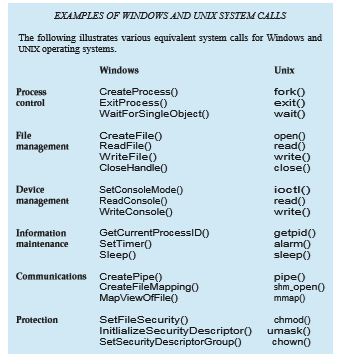 EXAMPLES OF WINDOWS AND UNIX SYSTEM CALLS
The following illustrates various equivalent system calls for Windows and
UNIX operating systems.
Windows Unix
Process CreateProcess() fork()
control ExitProcess() exit()
WaitForSingleObject() wait()
File CreateFile() open()
management ReadFile() read()
WriteFile() write()
CloseHandle() close()
Device SetConsoleMode() ioctl()
management ReadConsole() read()
WriteConsole() write()
Information GetCurrentProcessID() getpid()
maintenance SetTimer() alarm()
Sleep() sleep()
Communications CreatePipe() pipe()
CreateFileMapping() shm_open()
MapViewOfFile() mmap()
Protection SetFileSecurity() chmod()
InitlializeSecurityDescriptor() umask()
SetSecurityDescriptorGroup() chown()